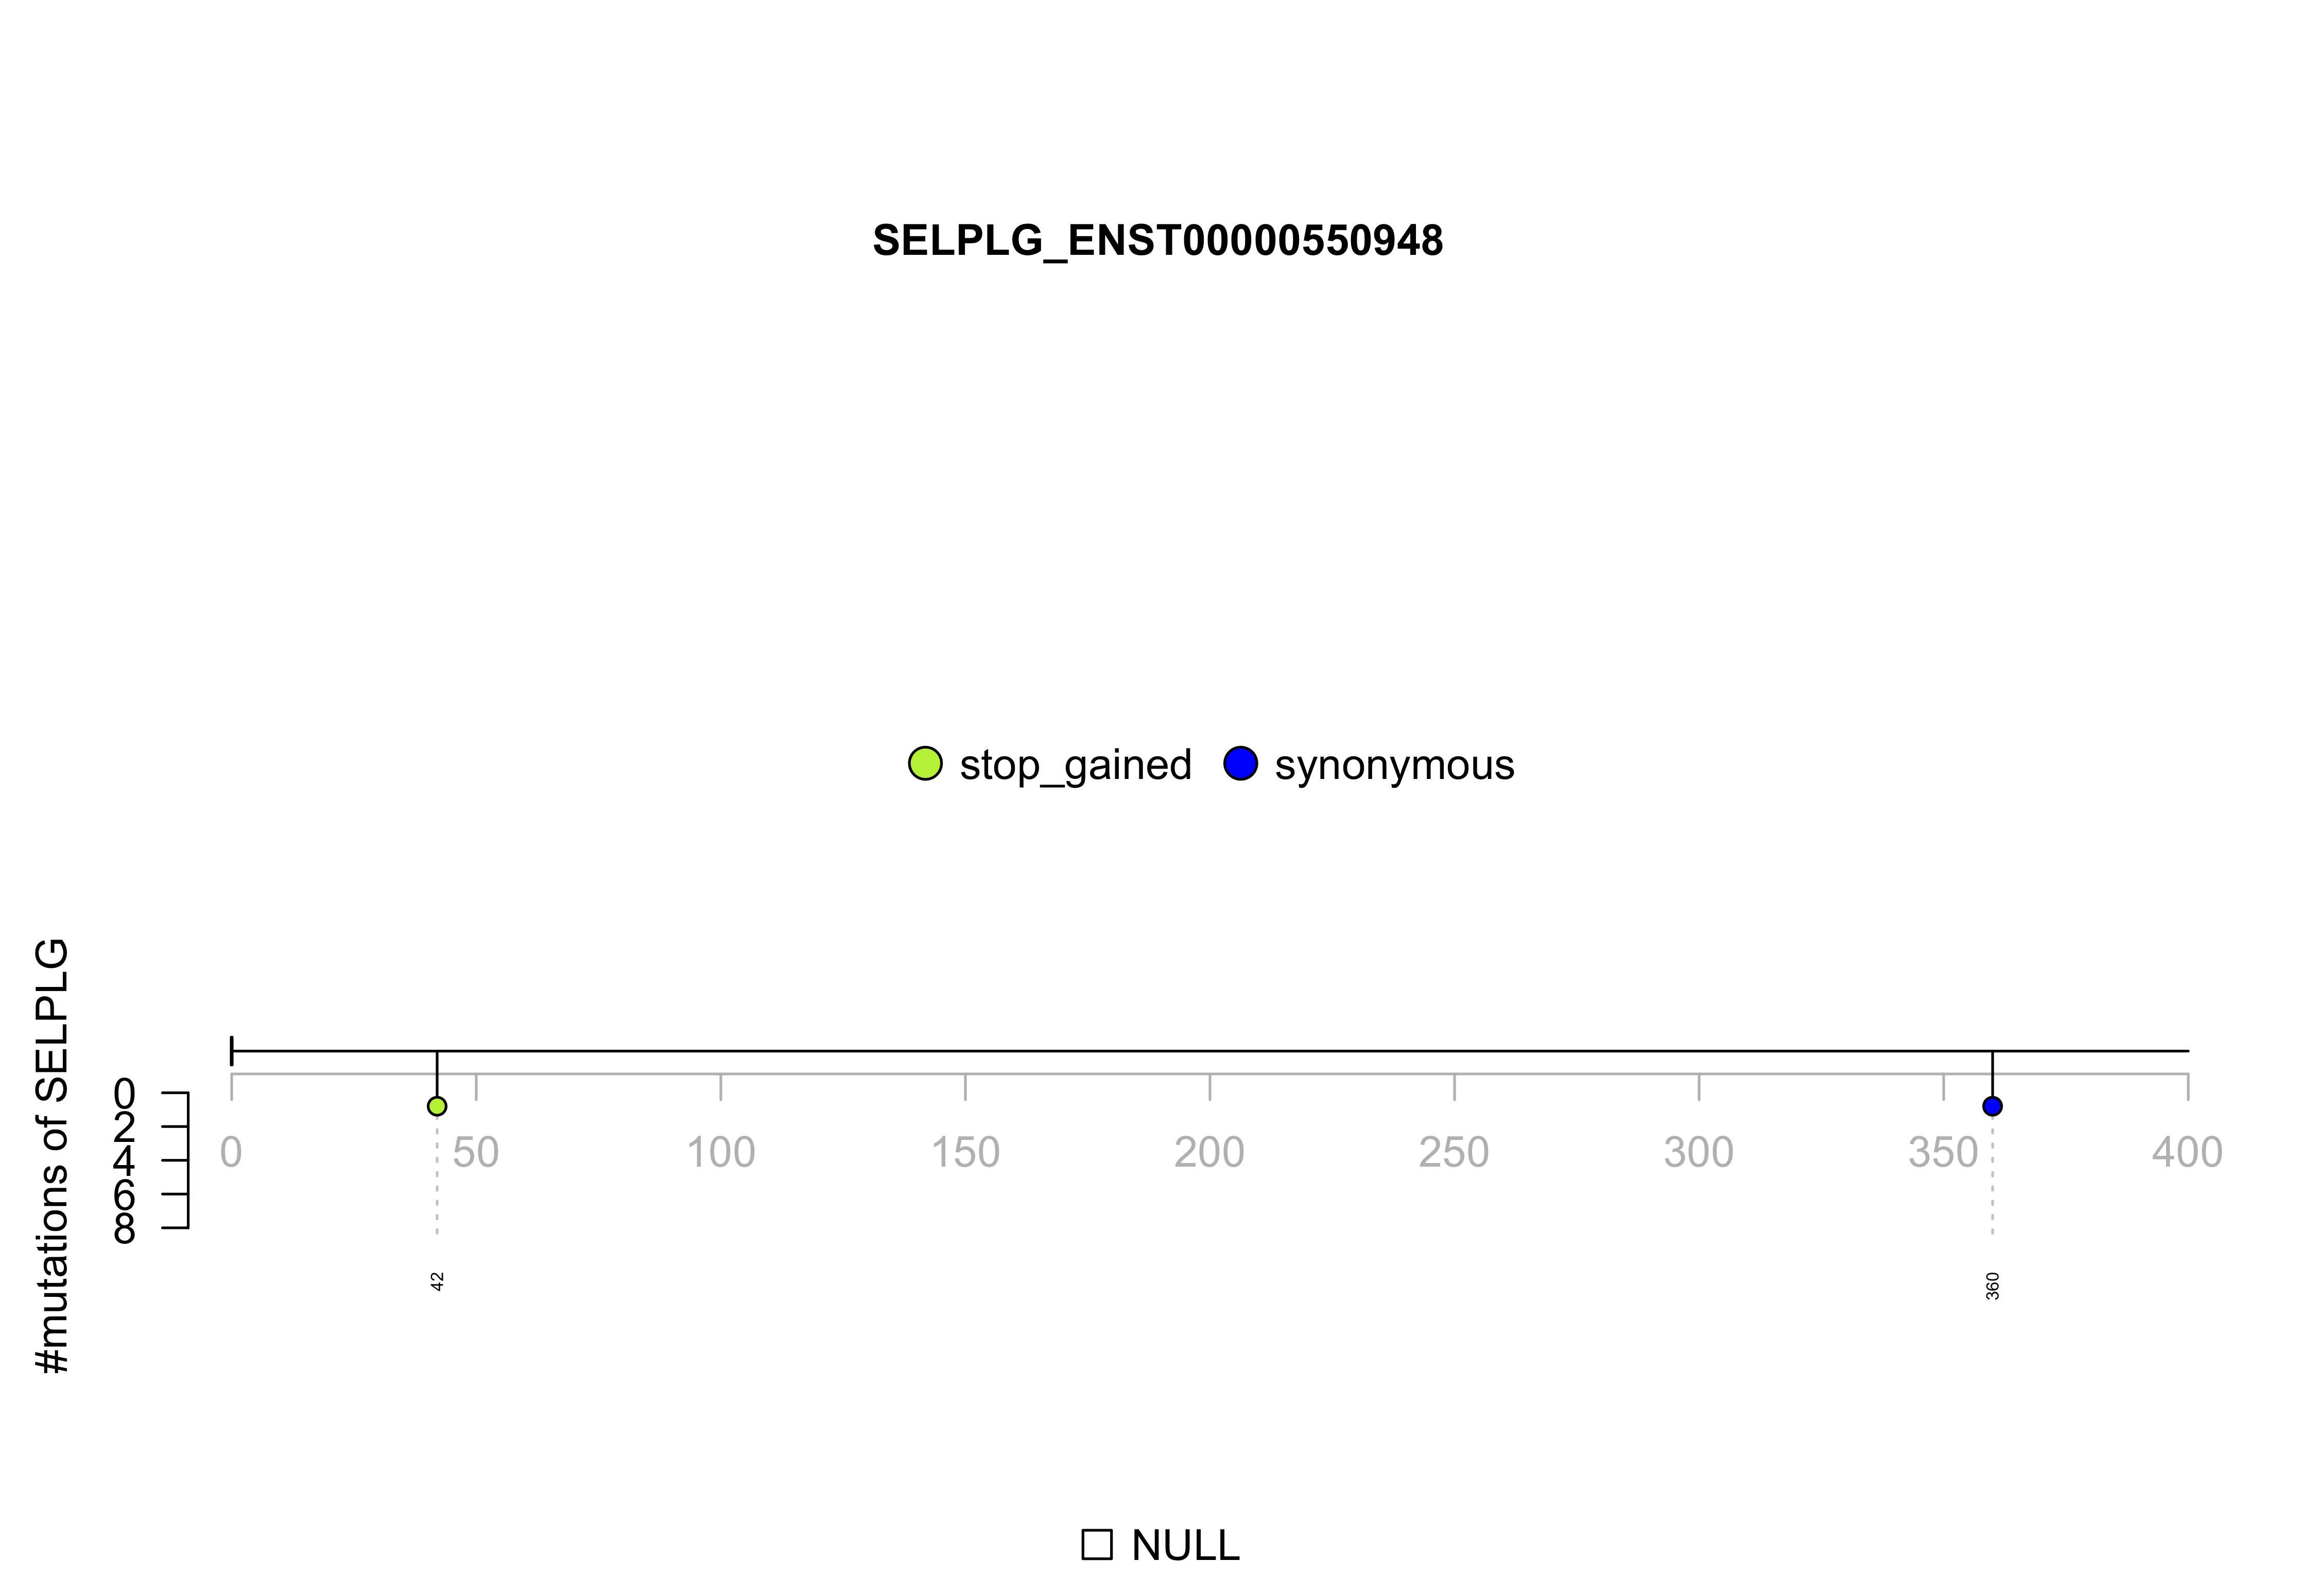 SELPLG_ENST00000550948
stop_gained
synonymous
#mutations of SELPLG
0
2
4
6
8
0 50 100 150 200 250 300 350 400
42
360
NULL